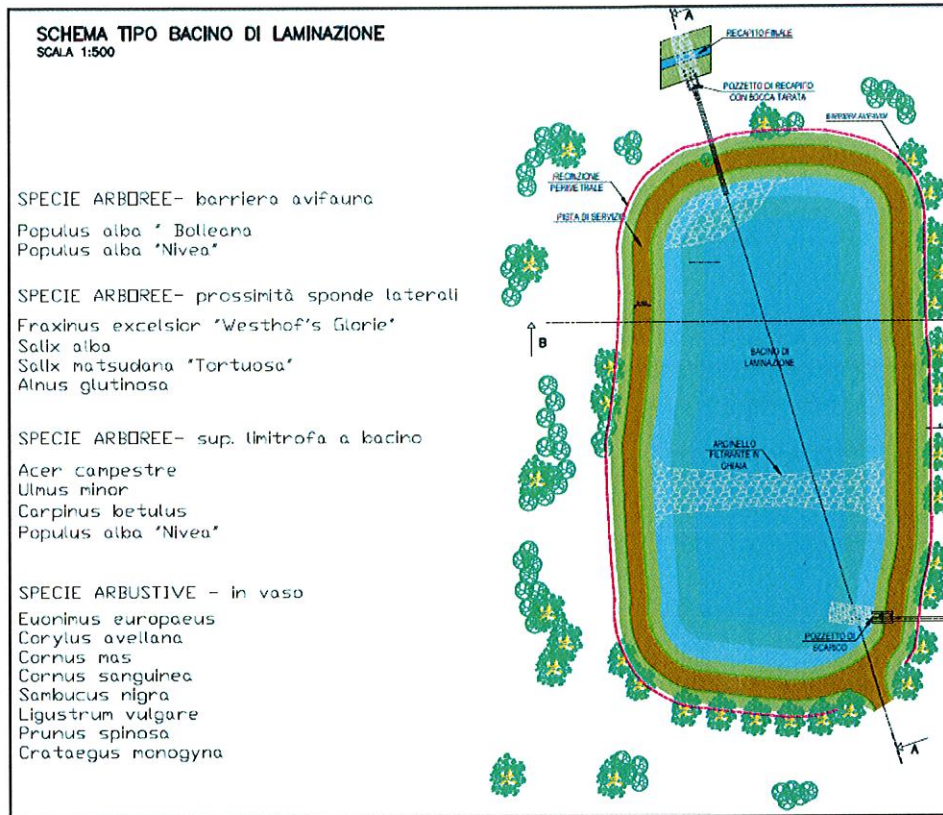 SCHEMA TIPO BACINO DI LAMINAZIONE
SCALA 1:500
SPECIE ARBOREE- barriera avifauna
Populus alba " Bolleana
Populus alba "Nivea"
SPECIE ARBOREE- prossimità sponde laterali
Fraxinus excelsior "Westhof's Glorie"
Salix alba
Salix matsudana "Tortuosa"
Alnus glutinosa
SPECIE ARBOREE- sup. limitrofa a bacino
Acer campestre
Ulmus minor
Carpinus betulus
Populus alba "Nivea"
SPECIE ARBUSTIVE - in vaso
Euonimus europaeus
Corylus avellana
Cornus mas
Cornus sanguinea
Sambucus nigra
Ligustrum vulgare
Prunus spinosa
Crataegus monogyna
A
RECAPITO FINALE
POZZETTO DI RECAPITO
CON BOCCA TARATA
BARRIERA AVIFAUNA
RECINZIONE
PERIMETRALE
PISTA DI SERVIZIO
B
BACINO DI
LAMINAZIONE
ARGINELLO
FILTRANTE IN
GHIAIA
POZZETTO DI
SCARICO
A